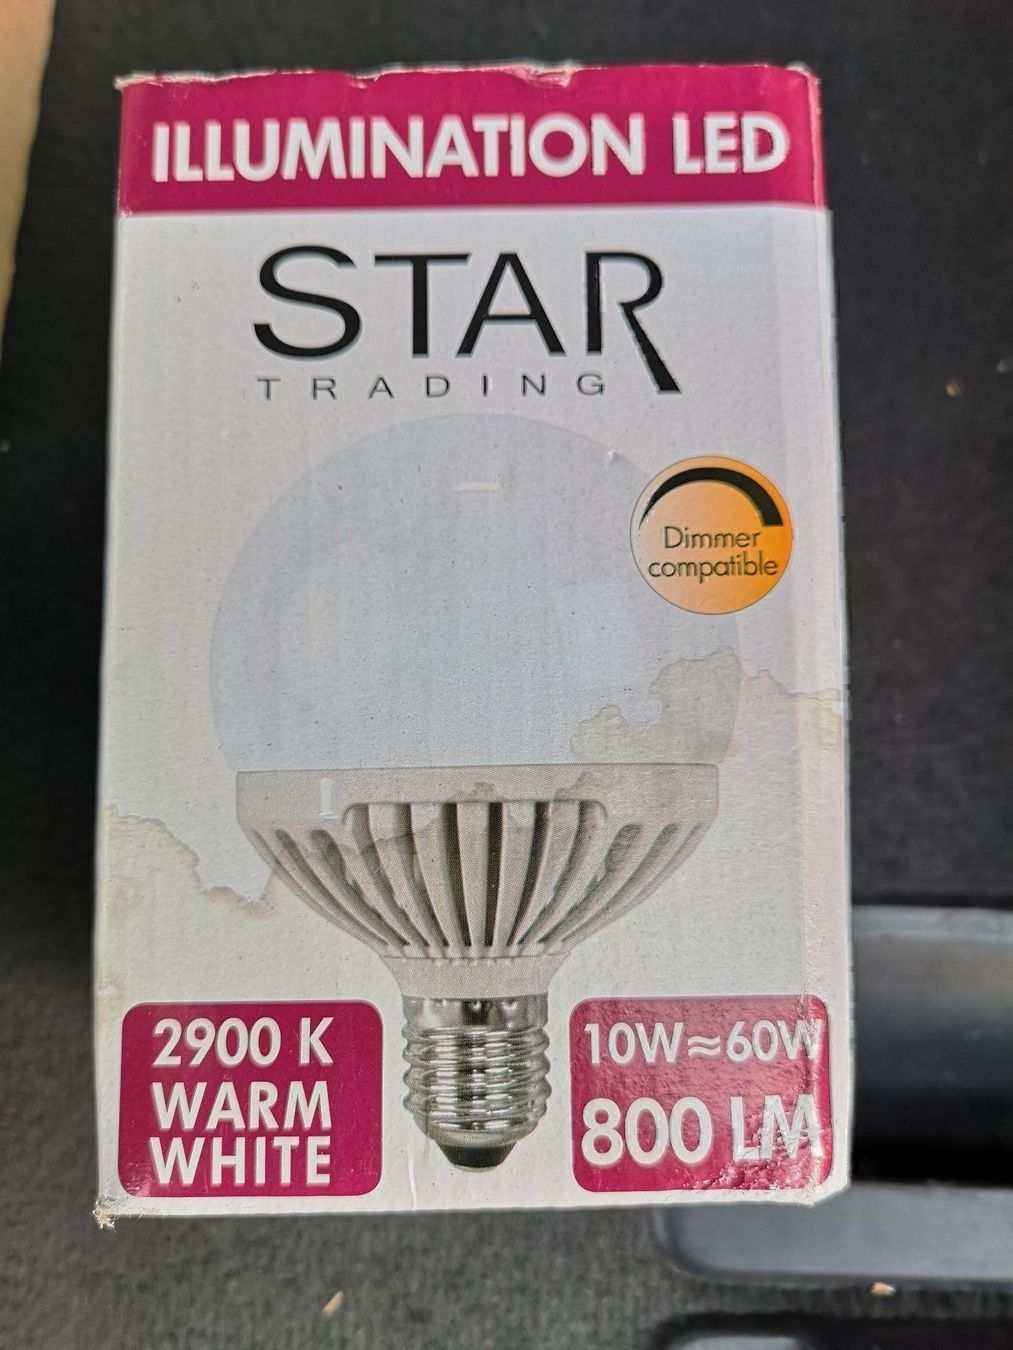 ILLUMINATION LED
STAR
TRADING
Dimmer
compatible
2900 K
WARM
WHITE
10W≈60W
800 LM